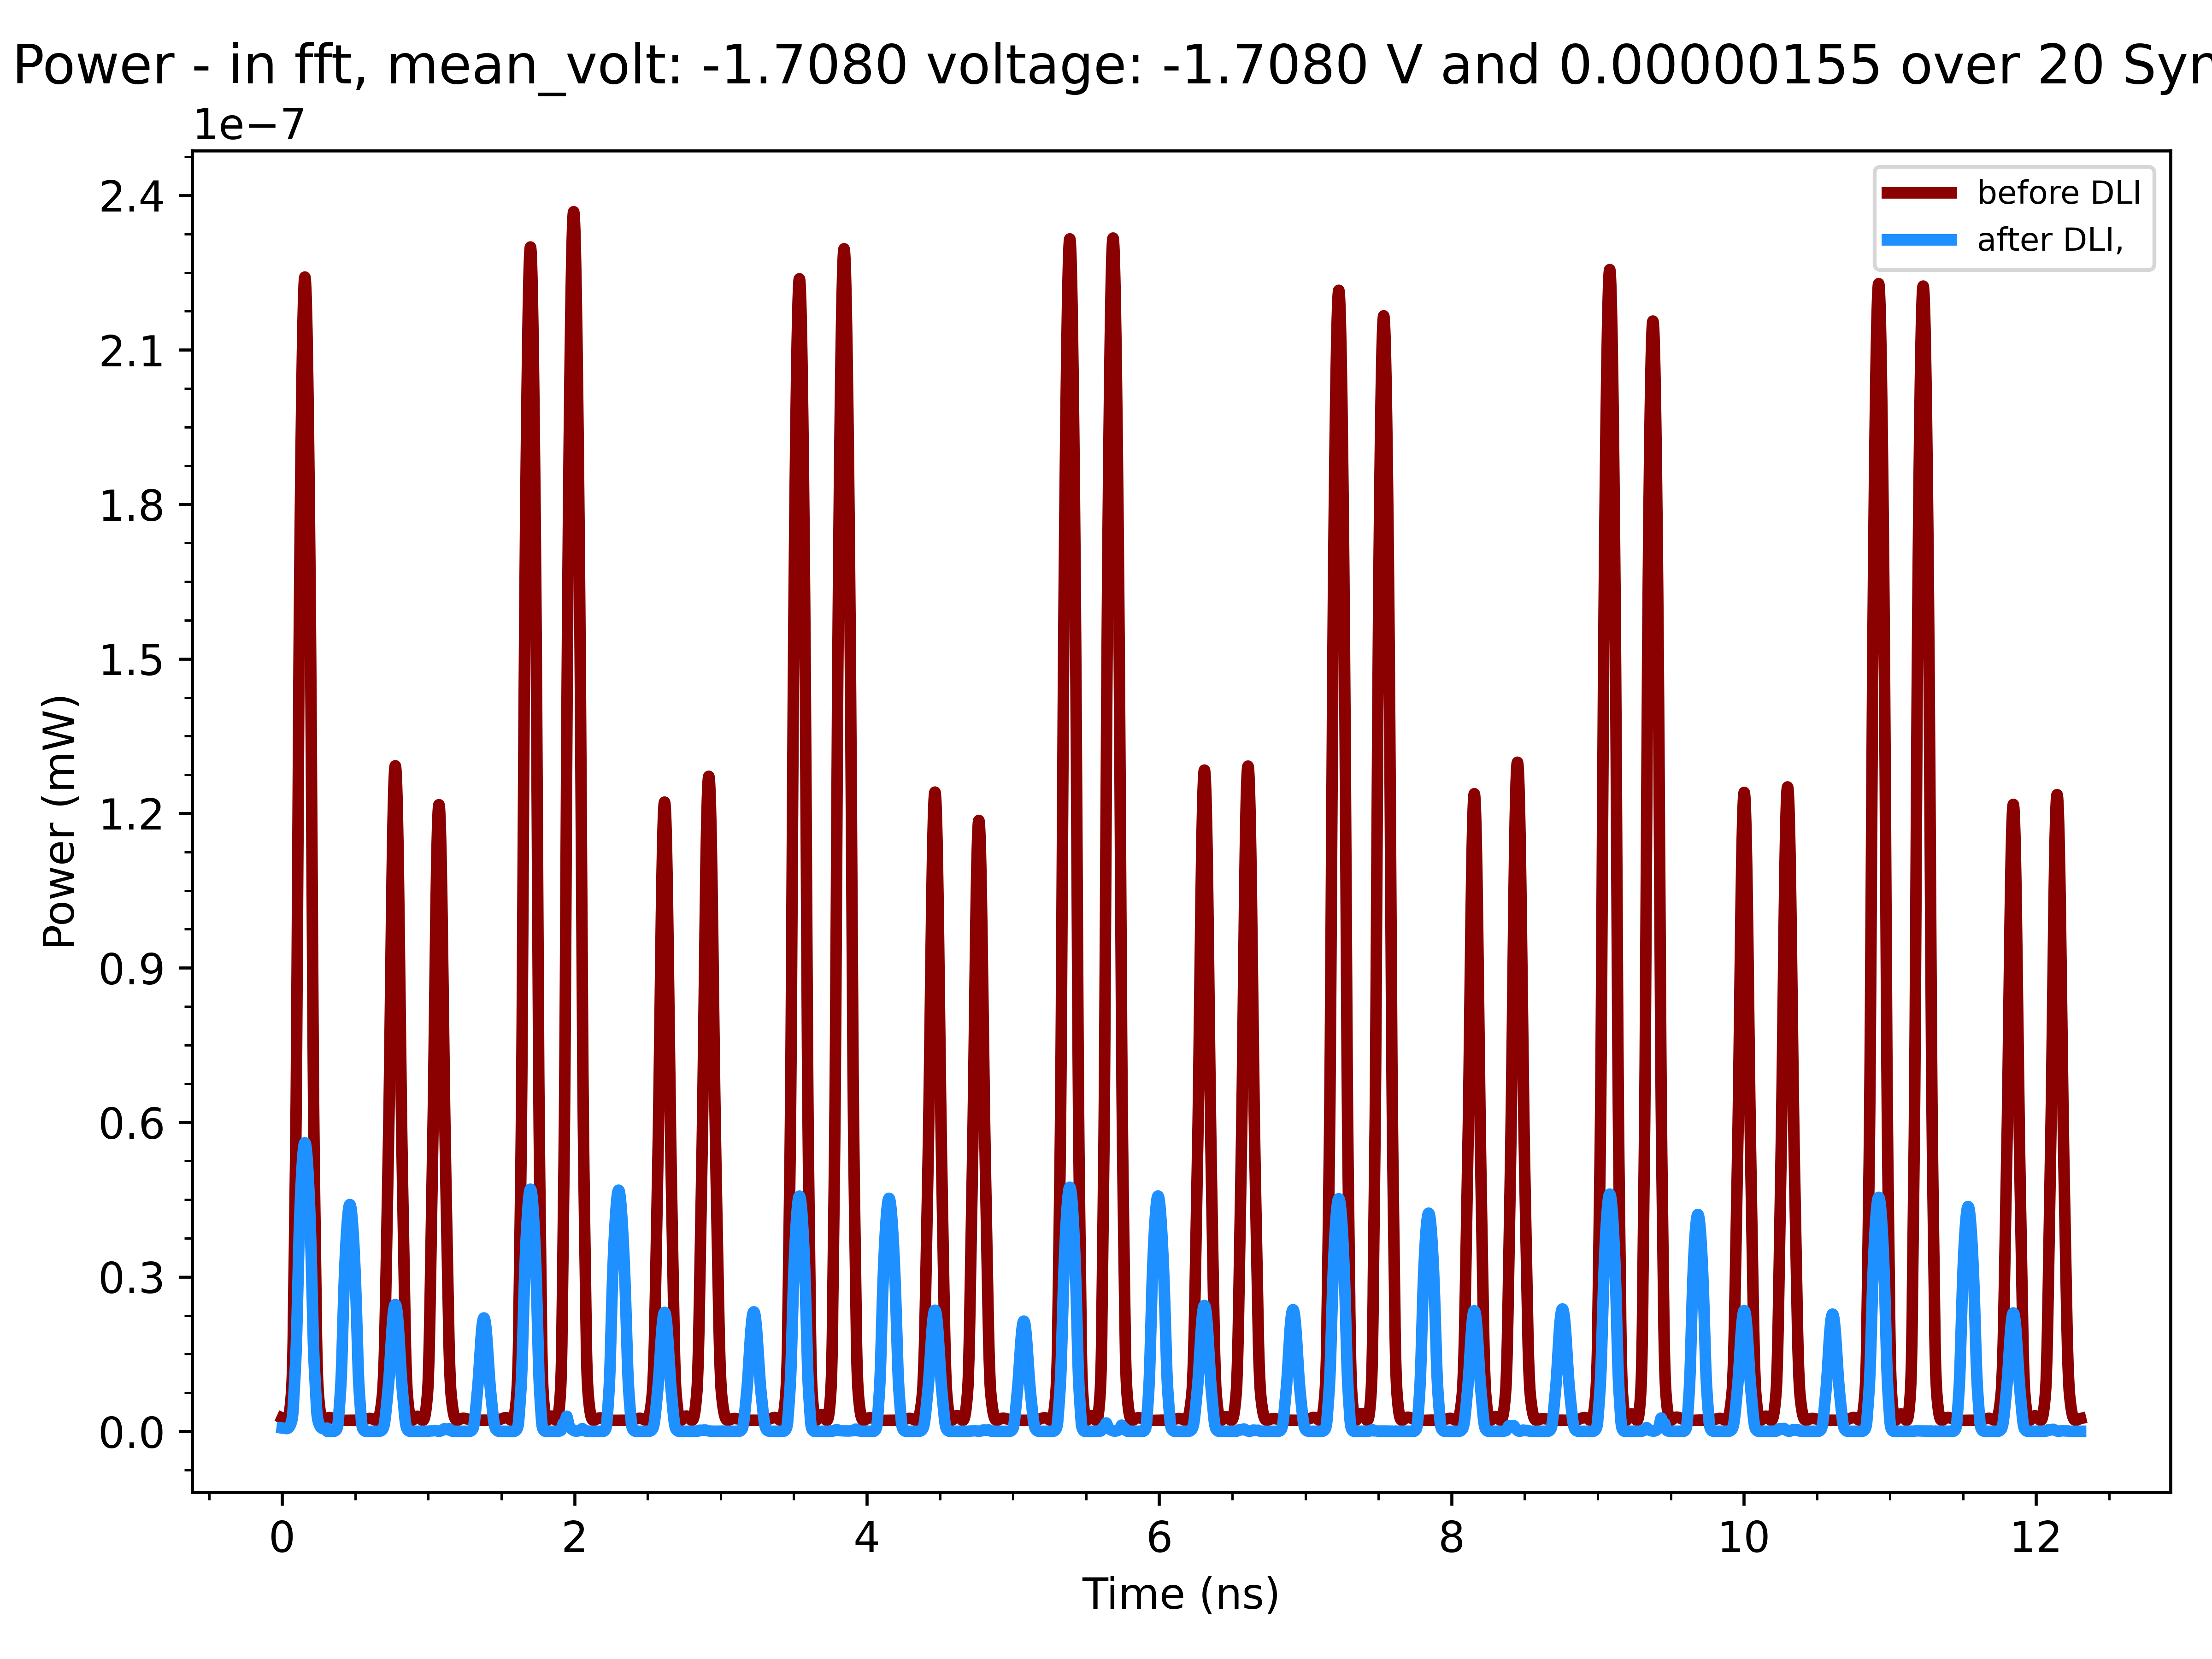 Power - in fft, mean_volt: -1.7080 voltage: -1.7080 V and 0.00000155 over 20
1e−7
before DLI
after DLI,
2.4
2.1
1.8
1.5
1.2
0.9
0.6
0.3
0.0
Power (mW)
0 2 4 6 8 10 12
Time (ns)